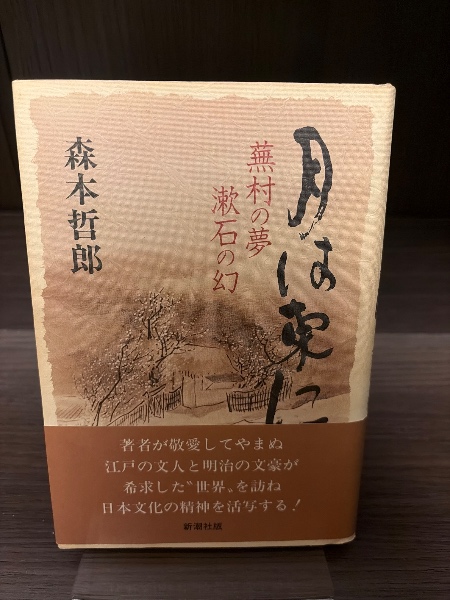 月は東に
蕪村の夢
漱石の幻
森本哲郎
著者が敬愛してやまぬ
江戸の文人と明治の文豪が
希求した〝世界〟を訪ね
日本文化の精神を活写する!
新潮社版